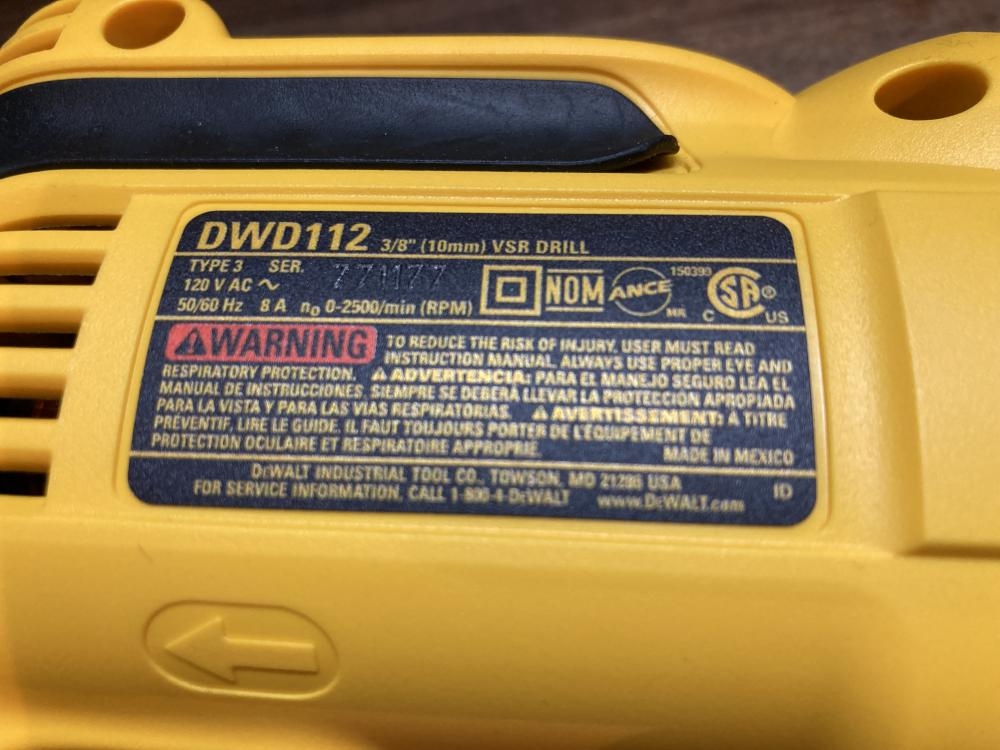 DWD112 3/8" (10mm) VSR DRILL
TYPE 3 SER.
120 V AC ~
50/60 Hz 8 A n0 0-2500/min (RPM)
NOM
ANCE
MR
150399
SA ®
C US
WARNING TO REDUCE THE RISK OF INJURY, USER MUST READ
INSTRUCTION MANUAL, ALWAYS USE PROPER EYE AND
RESPIRATORY PROTECTION. ADVERTENCIA: PARA EL MANEJO SEGURO LEA EL
MANUAL DE INSTRUCCIONES. SIEMPRE SE DEBERÁ LLEVAR LA PROTECCIÓN APROPIADA
PARA LA VISTA Y PARA LAS VIAS RESPIRATORIAS. AVERTISSEMENT: À TITRE
PRÉVENTIF, LIRE LE GUIDE. IL FAUT TOUJOURS PORTER DE L'ÉQUIPEMENT DE
PROTECTION OCULAIRE ET RESPIRATOIRE APPROPRIÉ. MADE IN MEXICO
DEWALT INDUSTRIAL TOOL CO., TOWSON, MD 21286 USA
FOR SERVICE INFORMATION, CALL 1-800-4-DEWALT www.DEWALT.com ID